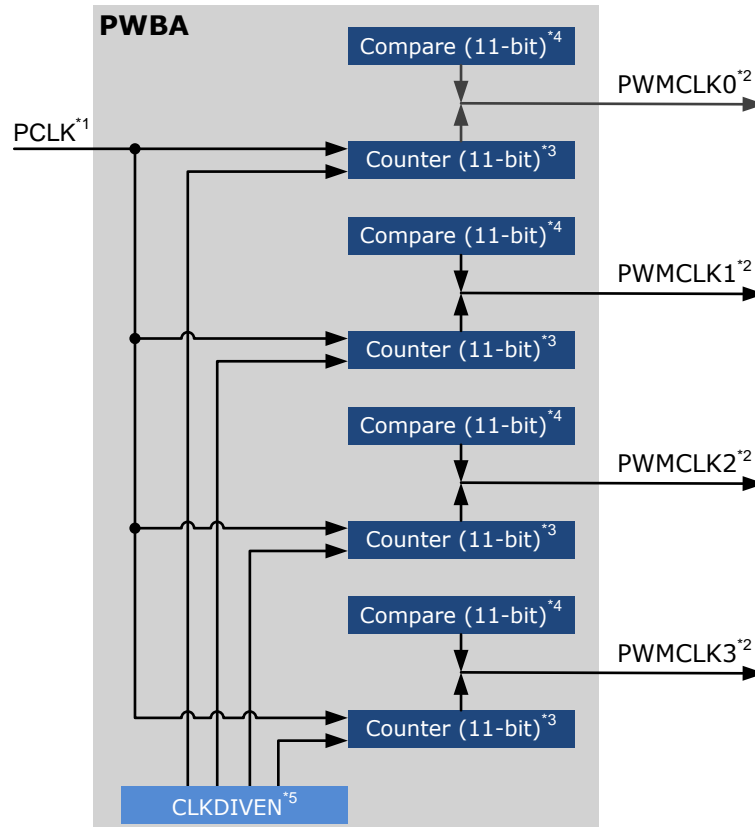 PWBA
Compare (11-bit)*4
PWMCLK0*2
PCLK*1
Counter (11-bit)*3
Compare (11-bit)*4
PWMCLK1*2
Counter (11-bit)*3
Compare (11-bit)*4
PWMCLK2*2
Counter (11-bit)*3
Compare (11-bit)*4
PWMCLK3*2
Counter (11-bit)*3
CLKDIVEN*5